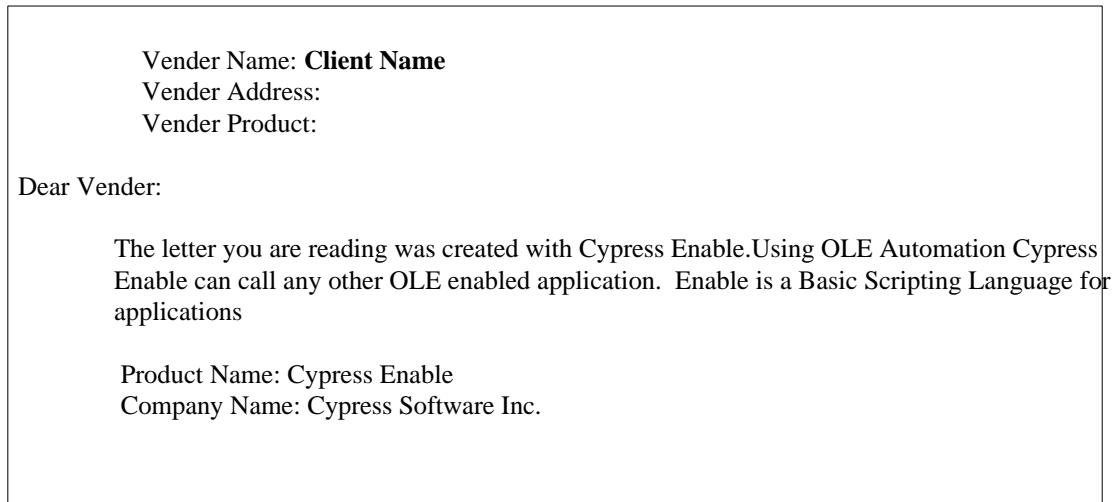 Vender Name: Client Name
Vender Address:
Vender Product:
Dear Vender:
The letter you are reading was created with Cypress Enable.Using OLE Automation Cypress
Enable can call any other OLE enabled application.  Enable is a Basic Scripting Language for
applications
Product Name: Cypress Enable
Company Name: Cypress Software Inc.